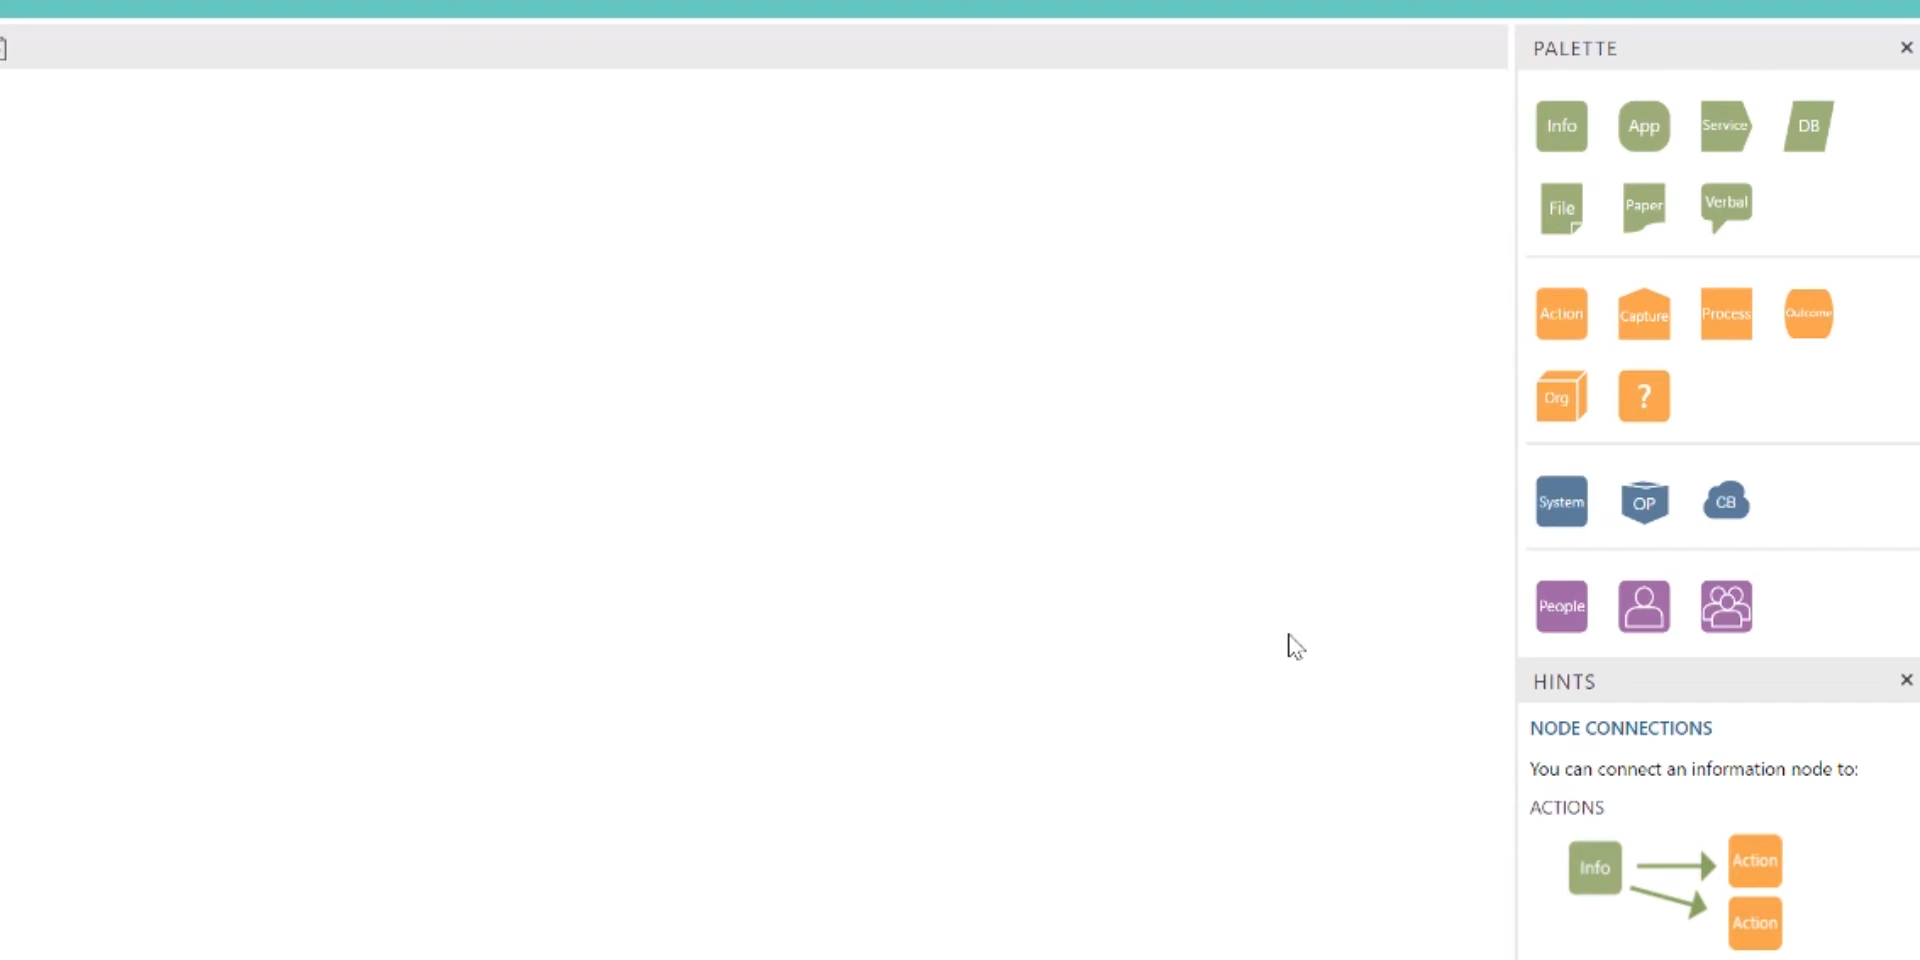 PALETTE
Info App Service DB
File Paper Verbal
Action Capture Process Outcome
Org ?
System OP CB
People
HINTS
NODE CONNECTIONS
You can connect an information node to:
ACTIONS
Info Action
Action